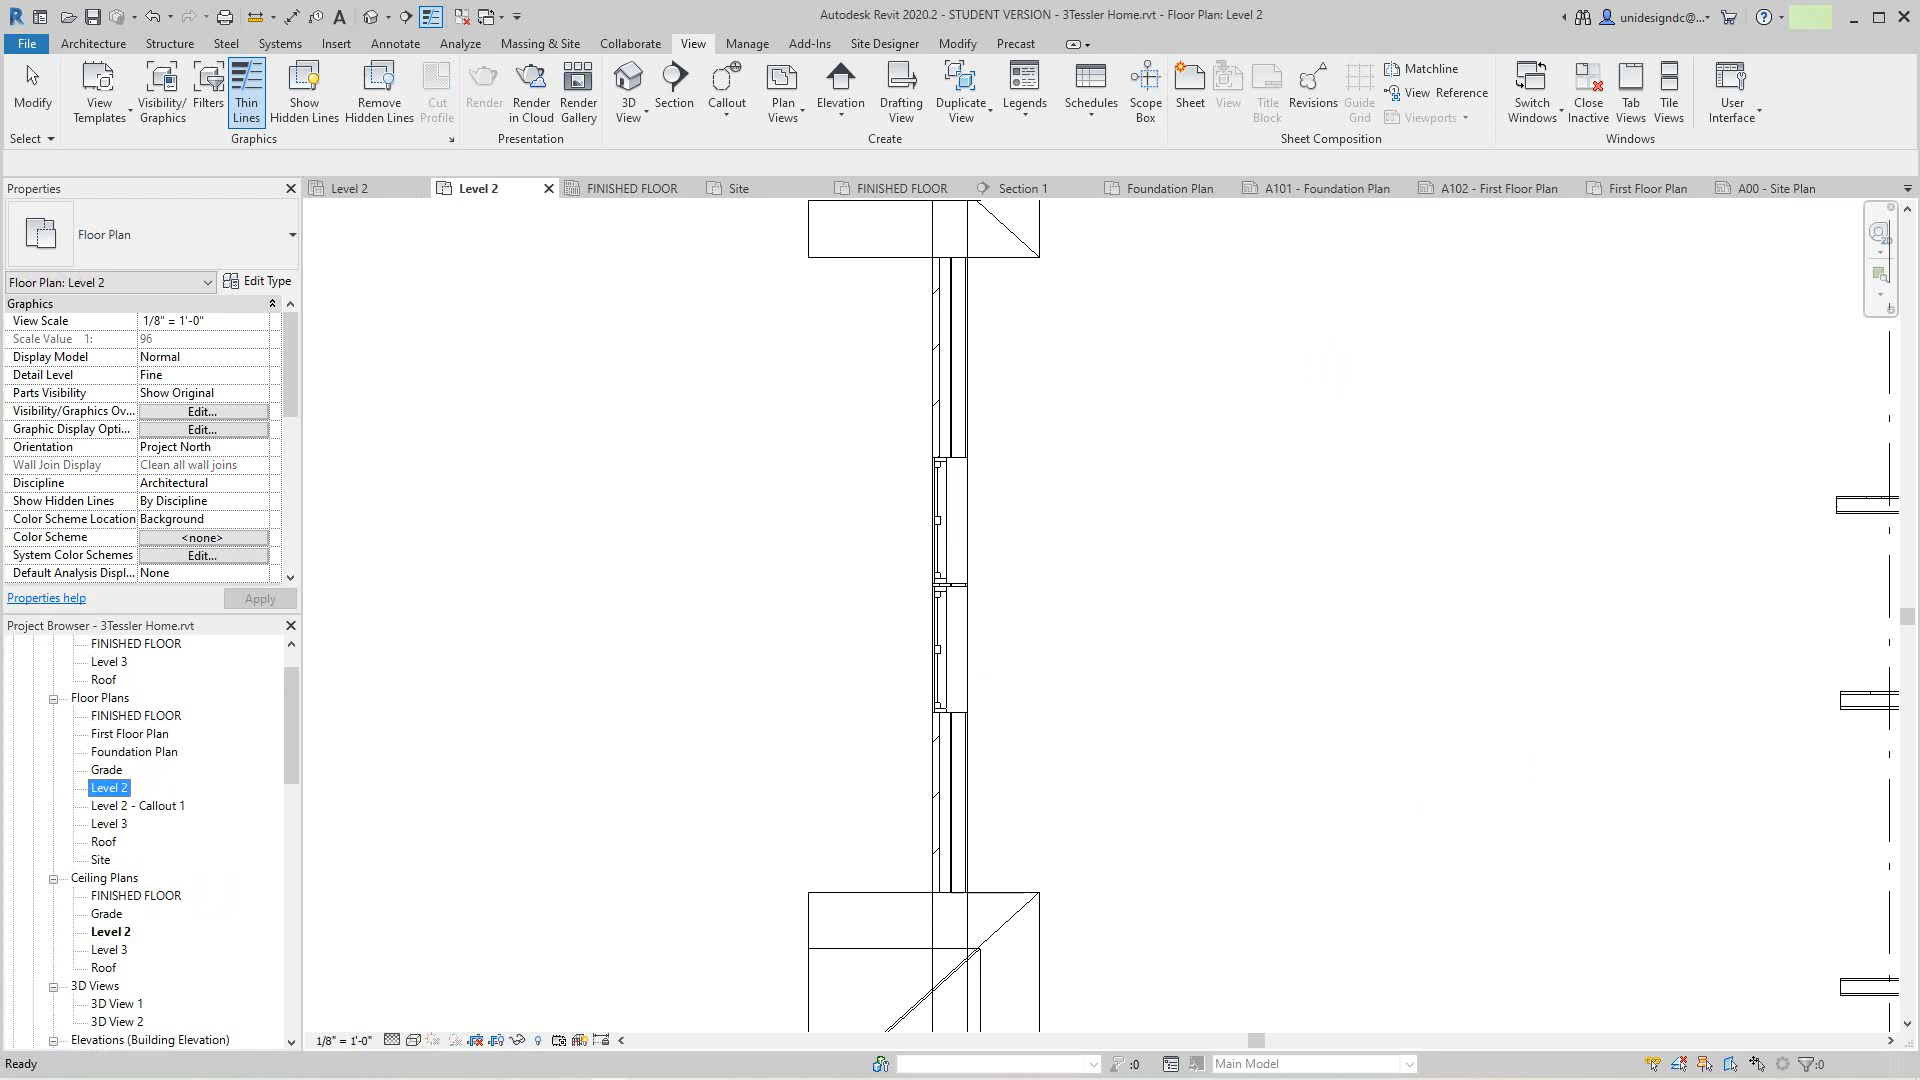 Autodesk Revit 2020.2 - STUDENT VERSION - 3Tessler Home.rvt - Floor Plan: Level 2
unidesigndc@...
File Architecture Structure Steel Systems Insert Annotate Analyze Massing & Site Collaborate View Manage Add-Ins Site Designer Modify Precast
Modify
View Templates
Visibility/ Graphics
Filters
Thin Lines
Show Hidden Lines
Remove Hidden Lines
Cut Profile
Render
Render in Cloud
Render Gallery
3D View
Section
Callout
Plan Views
Elevation
Drafting View
Duplicate View
Legends
Schedules
Scope Box
Sheet
View
Title Block
Revisions
Guide Grid
Matchline
View Reference
Viewports
Switch Windows
Close Inactive
Tab Views
Tile Views
User Interface
Select Graphics Presentation Create Sheet Composition Windows
Properties
Level 2 Level 2 FINISHED FLOOR Site FINISHED FLOOR Section 1 Foundation Plan A101 - Foundation Plan A102 - First Floor Plan First Floor Plan A00 - Site Plan
Floor Plan
Floor Plan: Level 2 Edit Type
Graphics
View Scale 1/8" = 1'-0"
Scale Value 1: 96
Display Model Normal
Detail Level Fine
Parts Visibility Show Original
Visibility/Graphics Ov... Edit...
Graphic Display Opti... Edit...
Orientation Project North
Wall Join Display Clean all wall joins
Discipline Architectural
Show Hidden Lines By Discipline
Color Scheme Location Background
Color Scheme <none>
System Color Schemes Edit...
Default Analysis Displ... None
Properties help Apply
Project Browser - 3Tessler Home.rvt
FINISHED FLOOR
Level 3
Roof
Floor Plans
FINISHED FLOOR
First Floor Plan
Foundation Plan
Grade
Level 2
Level 2 - Callout 1
Level 3
Roof
Site
Ceiling Plans
FINISHED FLOOR
Grade
Level 2
Level 3
Roof
3D Views
3D View 1
3D View 2
Elevations (Building Elevation)
1/8" = 1'-0"
Ready
:0
Main Model
:0
2D